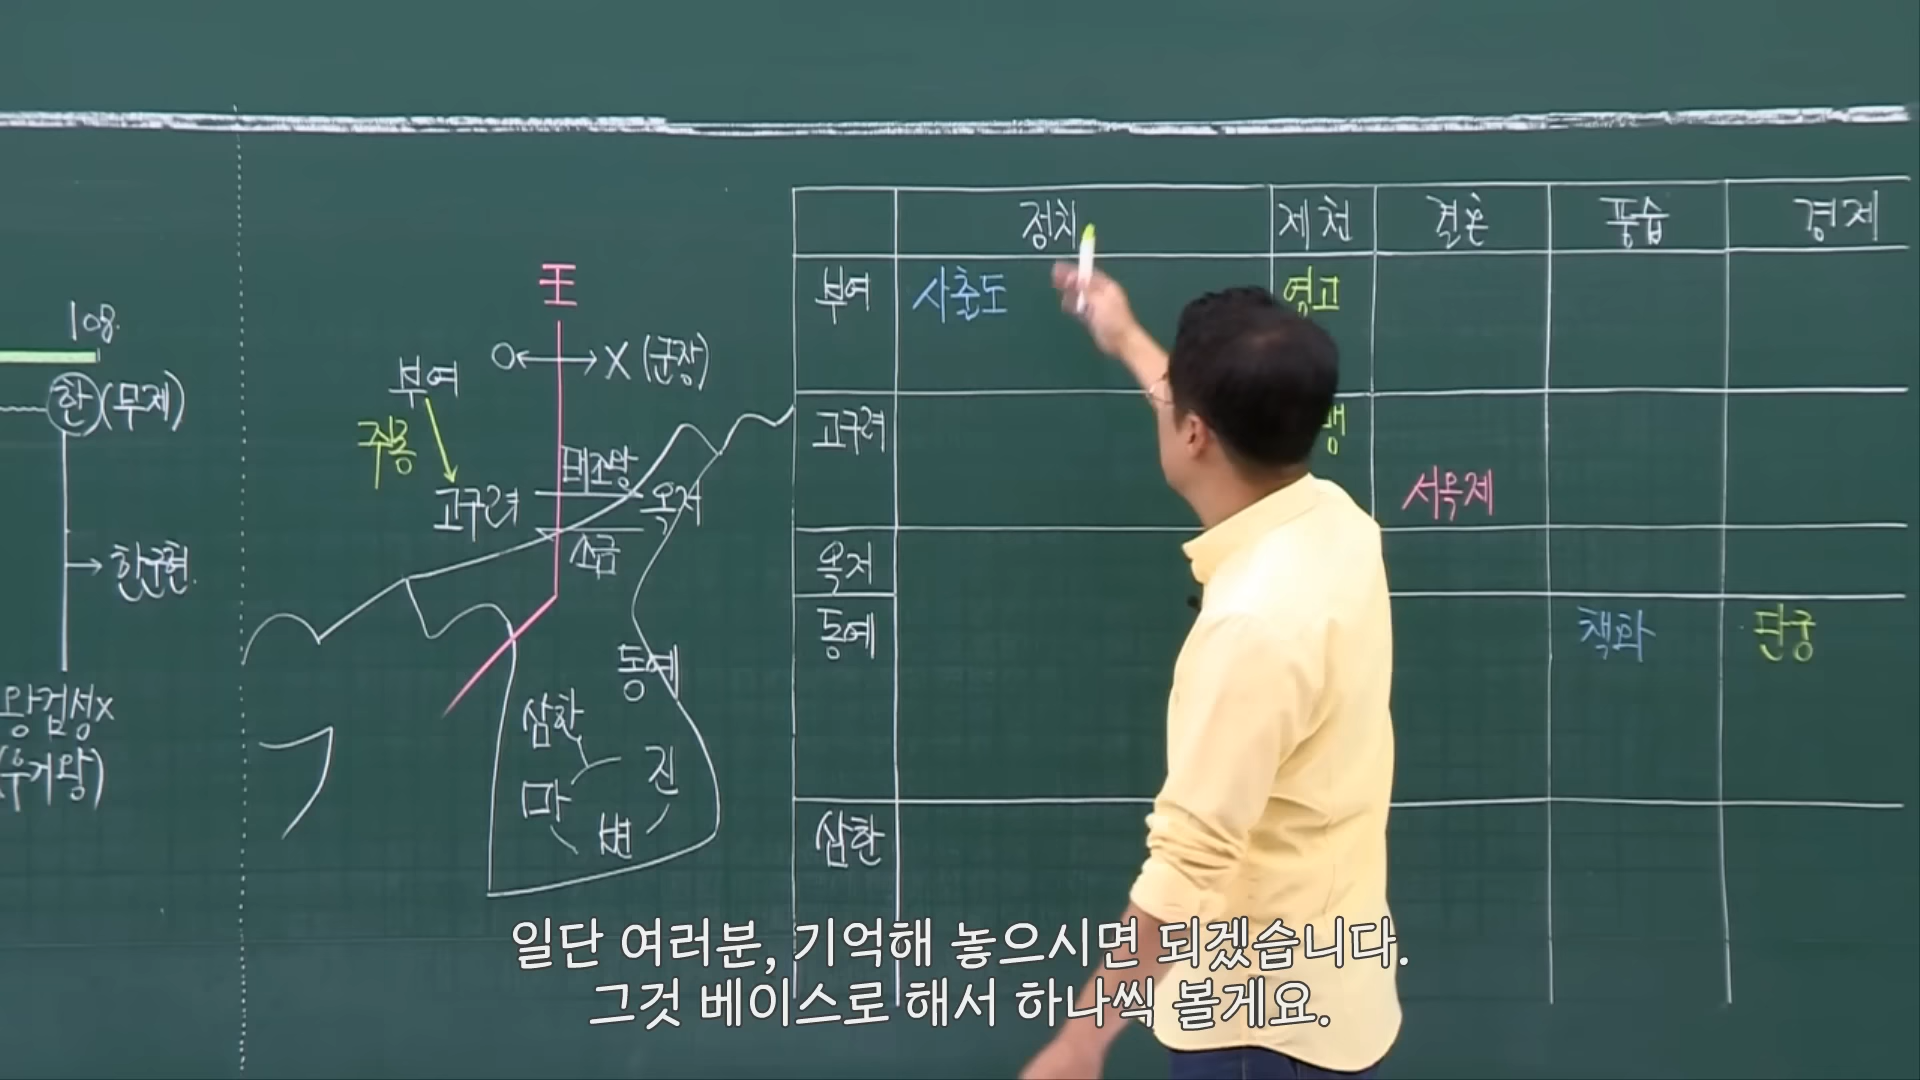 108.
한 (무제)
한군현.
왕검성x
(우거왕)
王
O ↔ X (군장)
부여
주몽
고구려
태조왕
옥저
소금
동예
삼한
마
진
변
정치 제천 결혼 풍습 경제
부여 사출도 영고
고구려 맹
서옥제
옥저
동예 책화 단궁
삼한
일단 여러분, 기억해 놓으시면 되겠습니다.
그것 베이스로 해서 하나씩 볼게요.